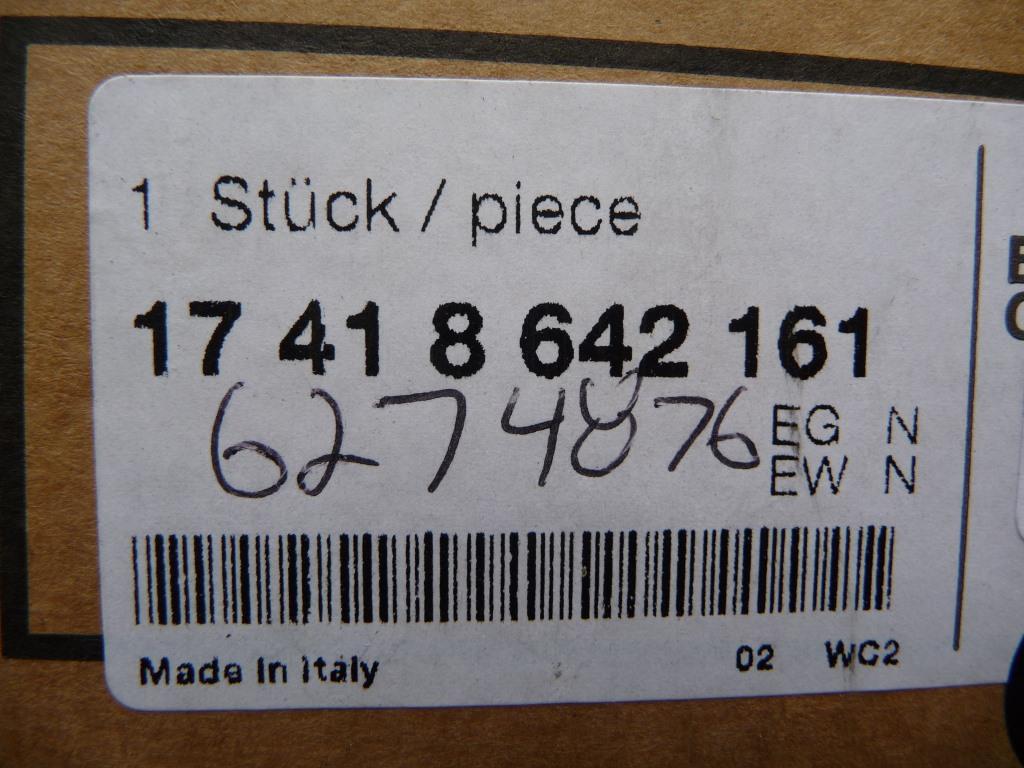 1 Stück / piece
17 41 8 642 161
6274876
EG N
EW N
Made in Italy 02 WC2